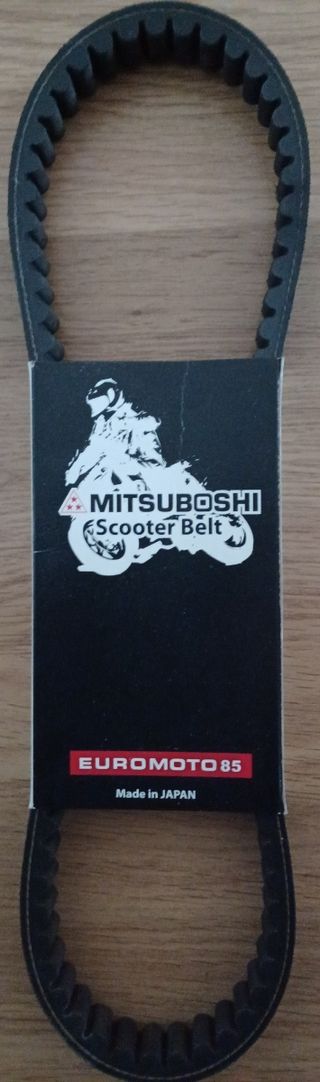 MITSUBOSHI
Scooter Belt
EUROMOTO85
Made in JAPAN